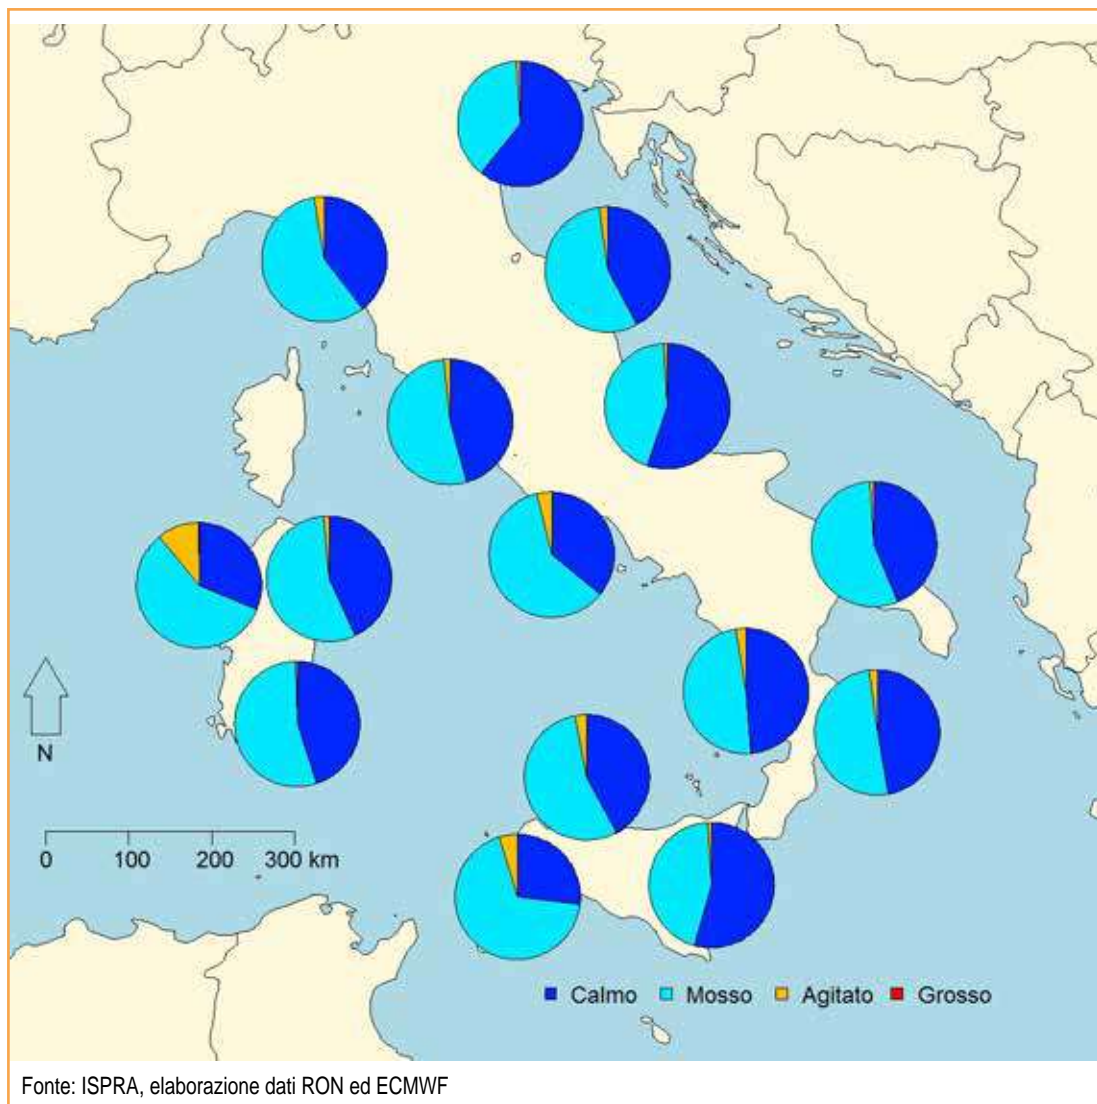 N
0 100 200 300 km
Calmo Mosso Agitato Grosso
Fonte: ISPRA, elaborazione dati RON ed ECMWF